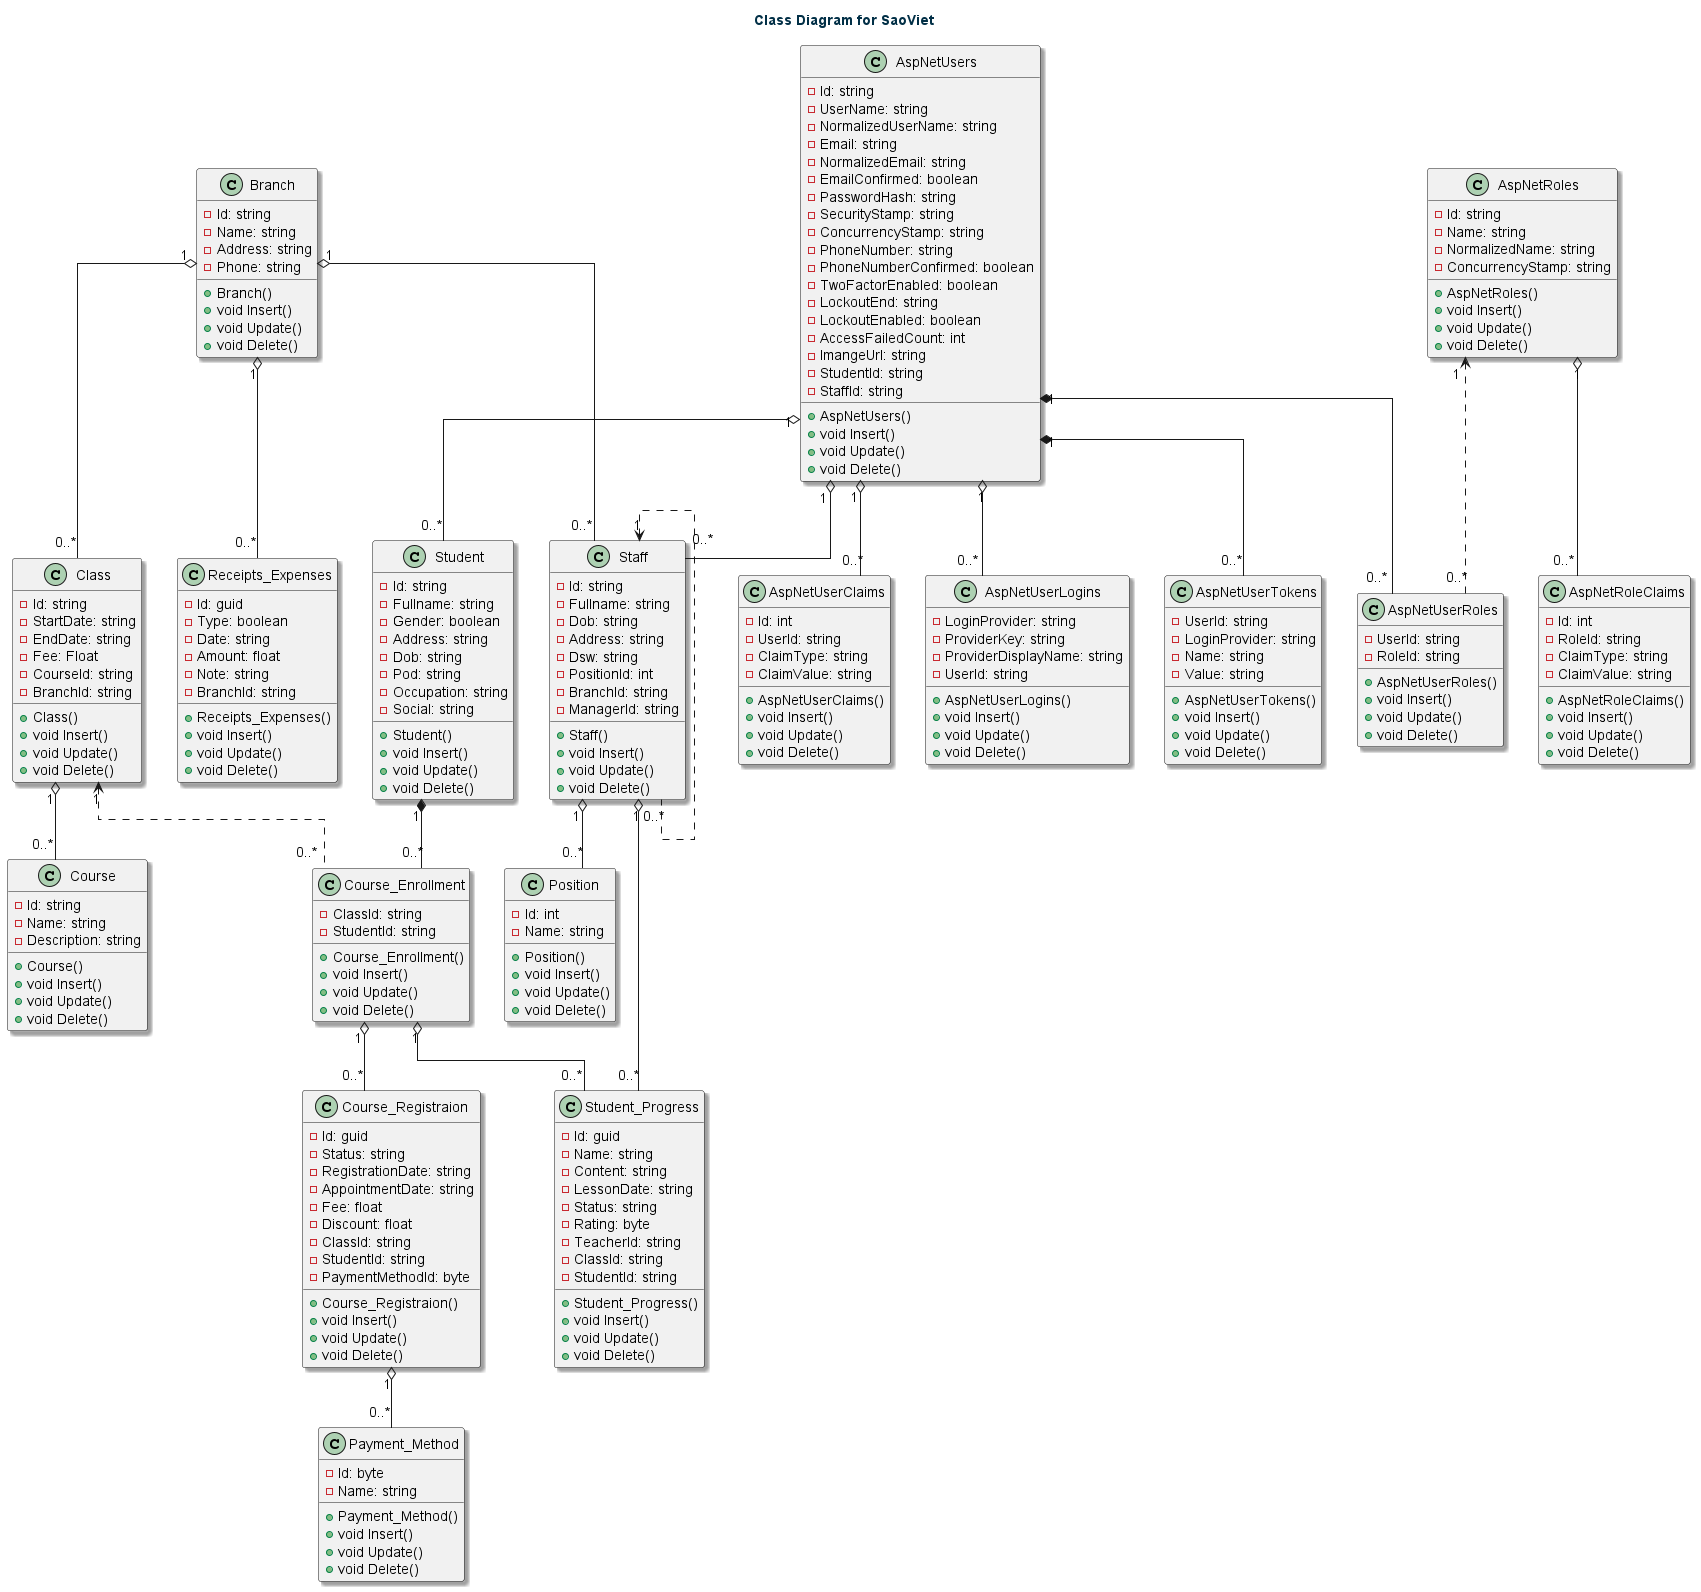 Class Diagram for SaoViet
C AspNetUsers
Id: string
UserName: string
NormalizedUserName: string
Email: string
NormalizedEmail: string
EmailConfirmed: boolean
PasswordHash: string
SecurityStamp: string
ConcurrencyStamp: string
PhoneNumber: string
PhoneNumberConfirmed: boolean
TwoFactorEnabled: boolean
LockoutEnd: string
LockoutEnabled: boolean
AccessFailedCount: int
ImangeUrl: string
StudentId: string
StaffId: string
AspNetUsers()
void Insert()
void Update()
void Delete()
C Branch
Id: string
Name: string
Address: string
Phone: string
Branch()
void Insert()
void Update()
void Delete()
C AspNetRoles
Id: string
Name: string
NormalizedName: string
ConcurrencyStamp: string
AspNetRoles()
void Insert()
void Update()
void Delete()
1
1
1
1
1
1
1
1
1
1
1
1
0..*
0..*
0..*
0..*
1
0..*
0..*
0..*
0..*
0..*
0..*
0..*
C Class
Id: string
StartDate: string
EndDate: string
Fee: Float
CourseId: string
BranchId: string
Class()
void Insert()
void Update()
void Delete()
C Receipts_Expenses
Id: guid
Type: boolean
Date: string
Amount: float
Note: string
BranchId: string
Receipts_Expenses()
void Insert()
void Update()
void Delete()
C Student
Id: string
Fullname: string
Gender: boolean
Address: string
Dob: string
Pod: string
Occupation: string
Social: string
Student()
void Insert()
void Update()
void Delete()
C Staff
Id: string
Fullname: string
Dob: string
Address: string
Dsw: string
PositionId: int
BranchId: string
ManagerId: string
Staff()
void Insert()
void Update()
void Delete()
C AspNetUserClaims
Id: int
UserId: string
ClaimType: string
ClaimValue: string
AspNetUserClaims()
void Insert()
void Update()
void Delete()
C AspNetUserLogins
LoginProvider: string
ProviderKey: string
ProviderDisplayName: string
UserId: string
AspNetUserLogins()
void Insert()
void Update()
void Delete()
C AspNetUserTokens
UserId: string
LoginProvider: string
Name: string
Value: string
AspNetUserTokens()
void Insert()
void Update()
void Delete()
C AspNetUserRoles
UserId: string
RoleId: string
AspNetUserRoles()
void Insert()
void Update()
void Delete()
C AspNetRoleClaims
Id: int
RoleId: string
ClaimType: string
ClaimValue: string
AspNetRoleClaims()
void Insert()
void Update()
void Delete()
1
1
1
1
1
0..*
0..*
0..*
0..*
0..*
C Course
Id: string
Name: string
Description: string
Course()
void Insert()
void Update()
void Delete()
C Course_Enrollment
ClassId: string
StudentId: string
Course_Enrollment()
void Insert()
void Update()
void Delete()
C Position
Id: int
Name: string
Position()
void Insert()
void Update()
void Delete()
1
1
0..*
0..*
0..*
C Course_Registraion
Id: guid
Status: string
RegistrationDate: string
AppointmentDate: string
Fee: float
Discount: float
ClassId: string
StudentId: string
PaymentMethodId: byte
Course_Registraion()
void Insert()
void Update()
void Delete()
C Student_Progress
Id: guid
Name: string
Content: string
LessonDate: string
Status: string
Rating: byte
TeacherId: string
ClassId: string
StudentId: string
Student_Progress()
void Insert()
void Update()
void Delete()
1
0..*
C Payment_Method
Id: byte
Name: string
Payment_Method()
void Insert()
void Update()
void Delete()